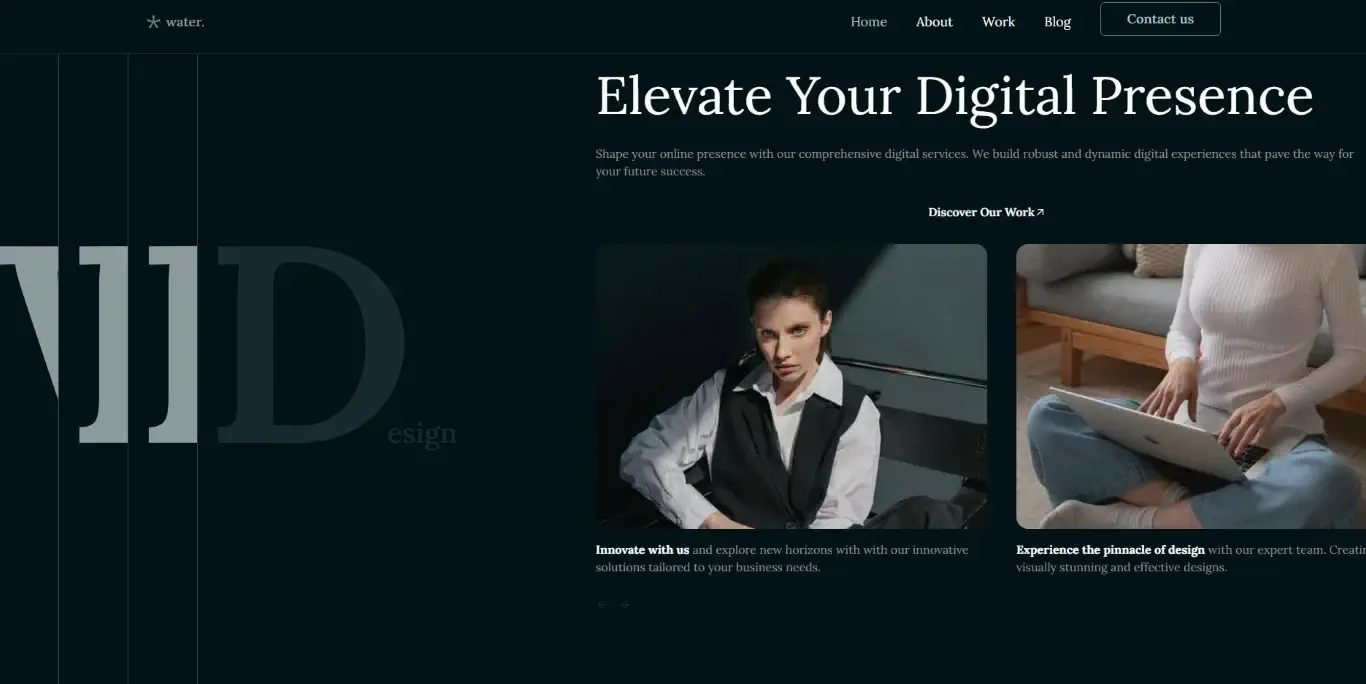 water.
Home
About
Work
Blog
Contact us
Elevate Your Digital Presence
Shape your online presence with our comprehensive digital services. We build robust and dynamic digital experiences that pave the way for
your future success.
Discover Our Work
D
esign
Innovate with us and explore new horizons with with our innovative
solutions tailored to your business needs.
Experience the pinnacle of design with our expert team. Creatin
visually stunning and effective designs.